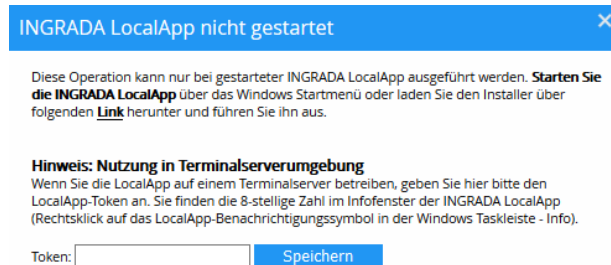 INGRADA LocalApp nicht gestartet
Diese Operation kann nur bei gestarteter INGRADA LocalApp ausgeführt werden. Starten Sie
die INGRADA LocalApp über das Windows Startmenü oder laden Sie den Installer über
folgenden Link herunter und führen Sie ihn aus.
Hinweis: Nutzung in Terminalserverumgebung
Wenn Sie die LocalApp auf einem Terminalserver betreiben, geben Sie hier bitte den
LocalApp-Token an. Sie finden die 8-stellige Zahl im Infofenster der INGRADA LocalApp
(Rechtsklick auf das LocalApp-Benachrichtigungssymbol in der Windows Taskleiste - Info).
Token: Speichern